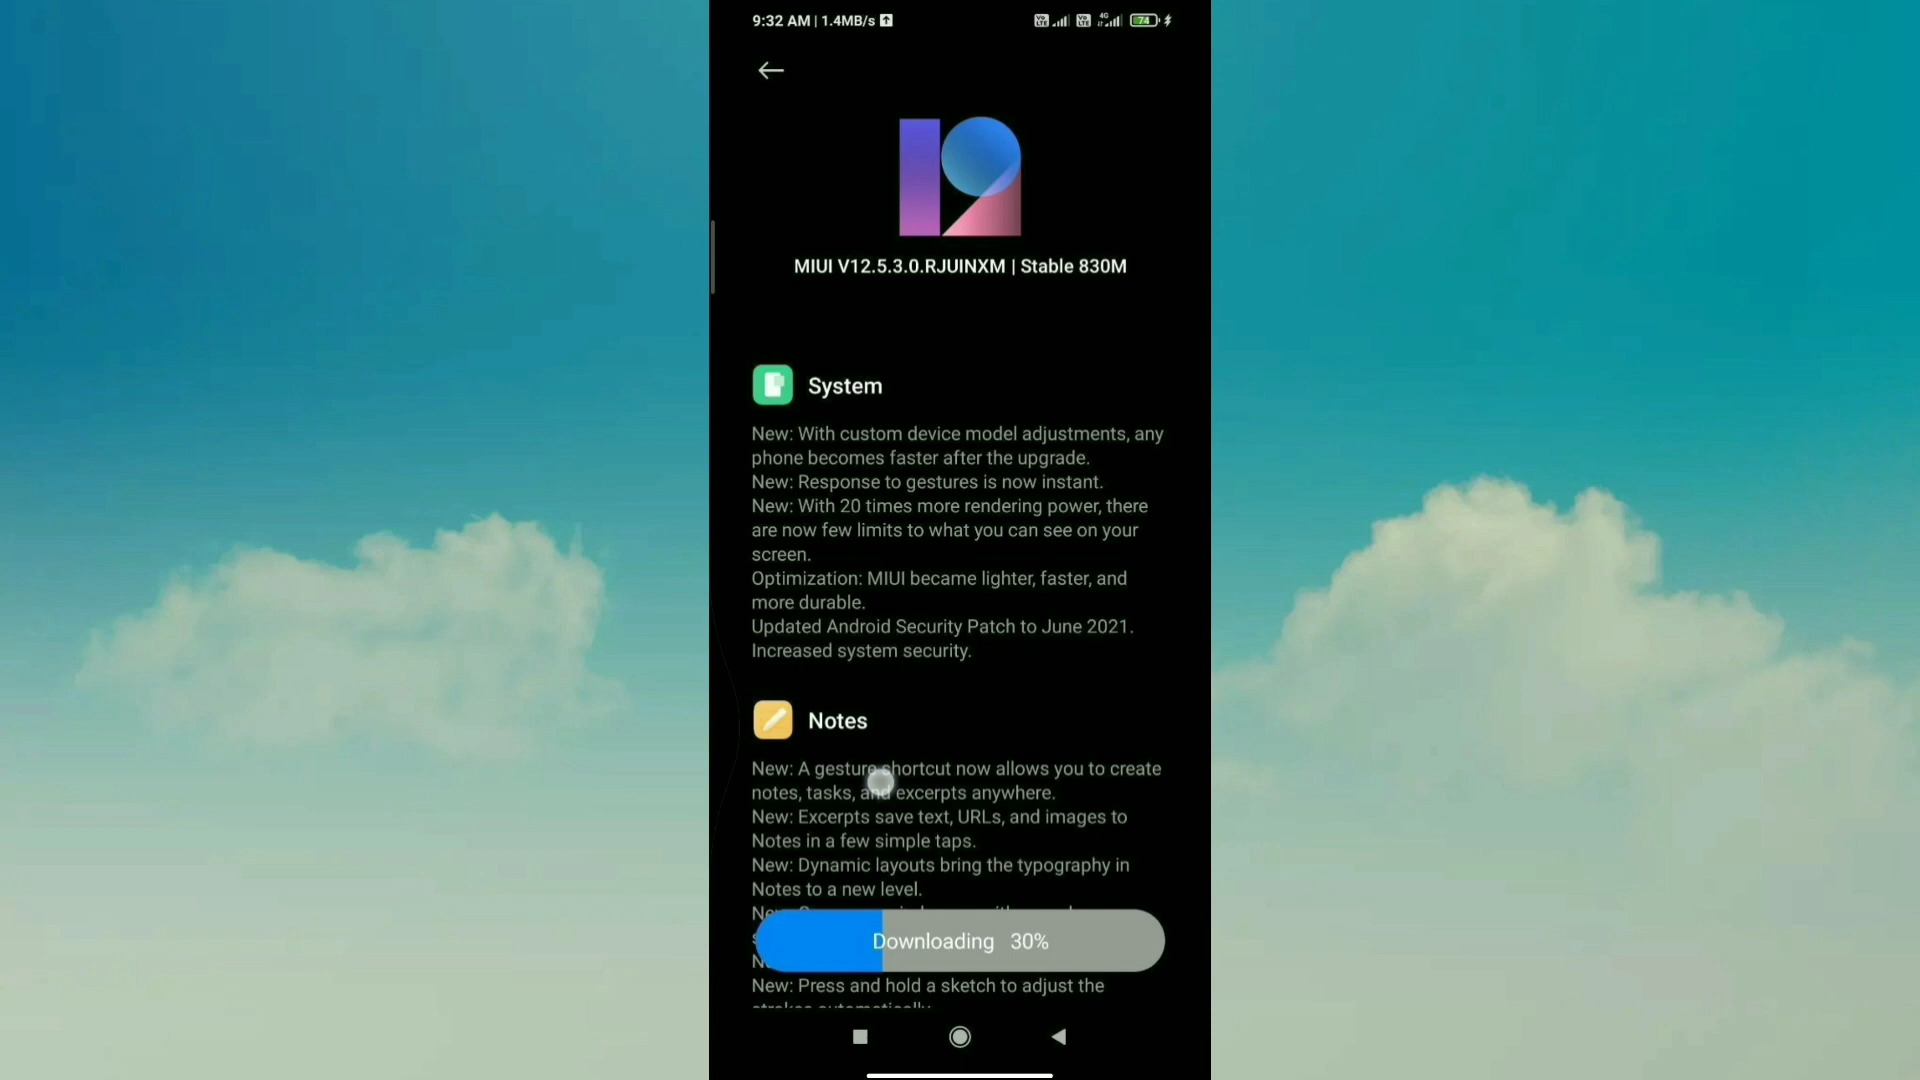 9:32 AM | 1.4MB/s
Vo LTE Vo LTE 4G 74
MIUI V12.5.3.0.RJUINXM | Stable 830M
System
New: With custom device model adjustments, any
phone becomes faster after the upgrade.
New: Response to gestures is now instant.
New: With 20 times more rendering power, there
are now few limits to what you can see on your
screen.
Optimization: MIUI became lighter, faster, and
more durable.
Updated Android Security Patch to June 2021.
Increased system security.
Notes
New: A gesture shortcut now allows you to create
notes, tasks, and excerpts anywhere.
New: Excerpts save text, URLs, and images to
Notes in a few simple taps.
New: Dynamic layouts bring the typography in
Notes to a new level.
Downloading 30%
New: Press and hold a sketch to adjust the